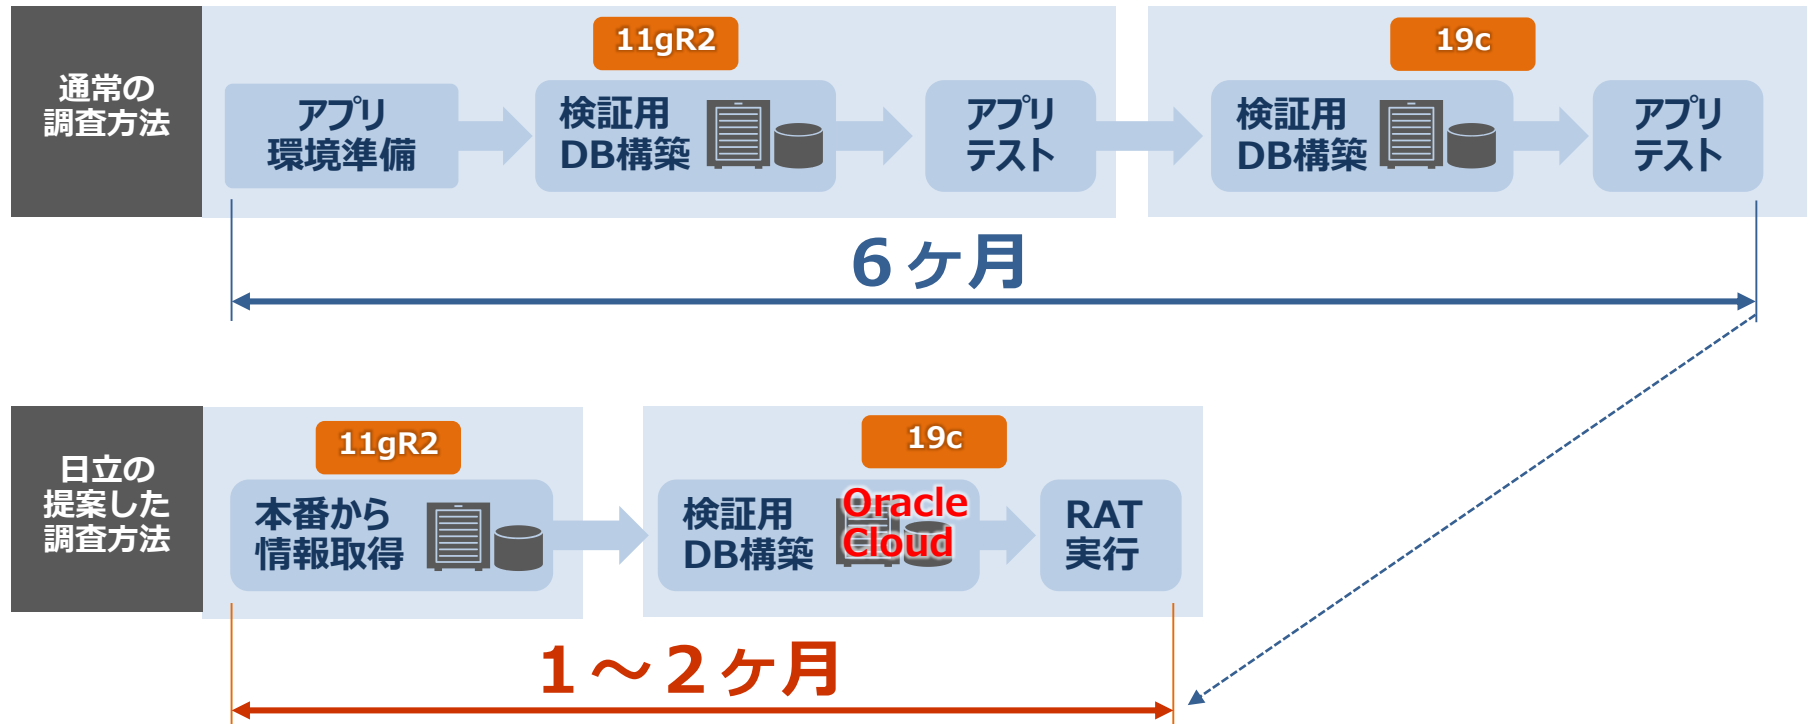 通常の
調査方法
11gR2
アプリ
環境準備
検証用
DB構築
アプリ
テスト
19c
検証用
DB構築
アプリ
テスト
６ヶ月
日立の
提案した
調査方法
11gR2
本番から
情報取得
19c
検証用
DB構築
Oracle
Cloud
RAT
実行
１～２ヶ月